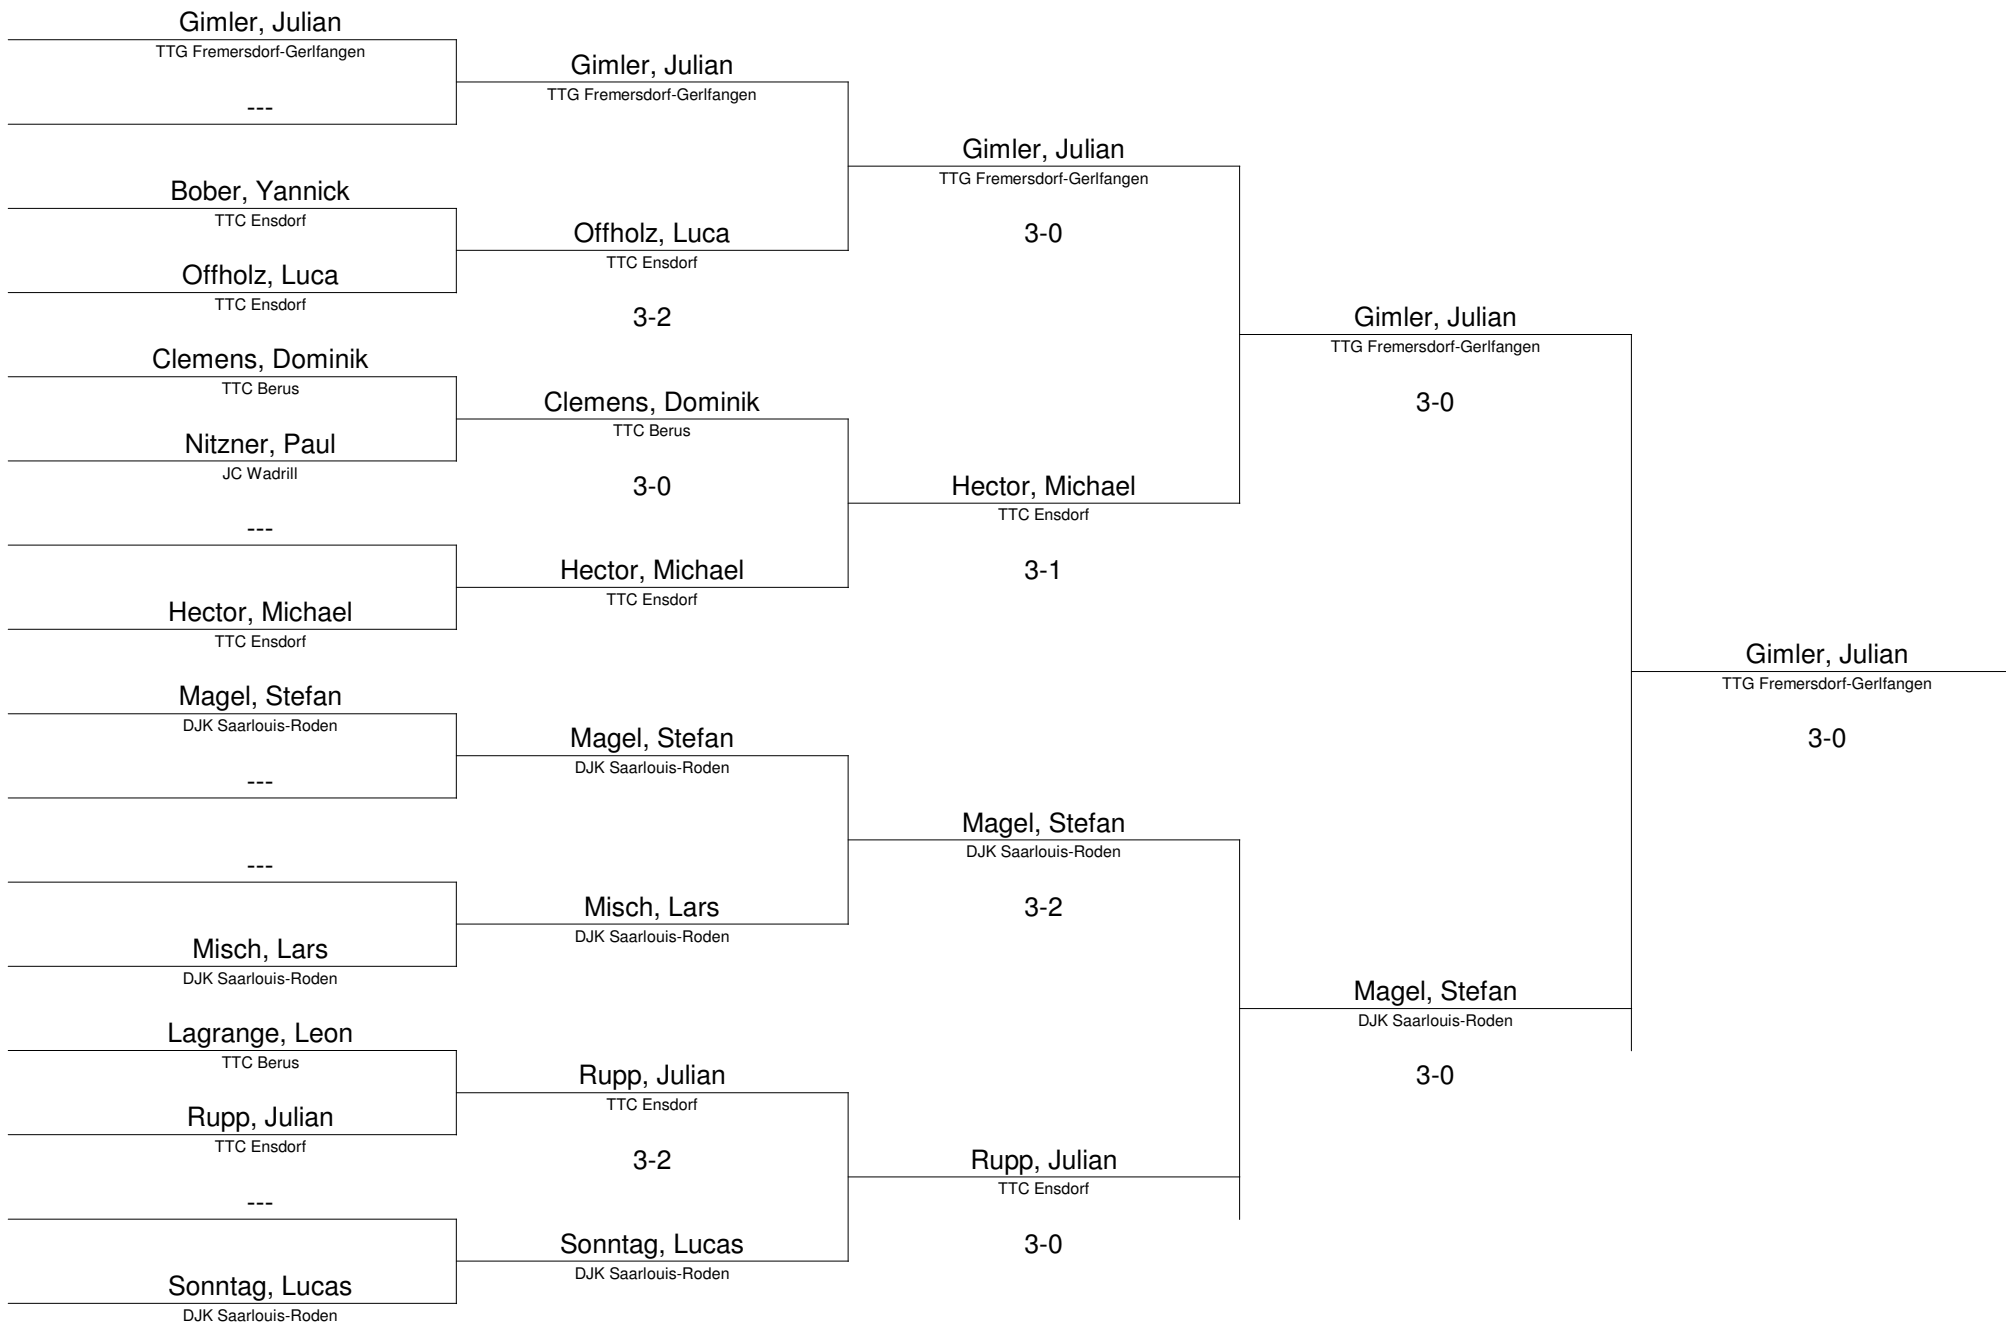 Gimler, Julian
TTG Fremersdorf-Gerlfangen
---
Bober, Yannick
TTC Ensdorf
Offholz, Luca
TTC Ensdorf
Clemens, Dominik
TTC Berus
Nitzner, Paul
JC Wadrill
---
Hector, Michael
TTC Ensdorf
Magel, Stefan
DJK Saarlouis-Roden
---
---
Misch, Lars
DJK Saarlouis-Roden
Lagrange, Leon
TTC Berus
Rupp, Julian
TTC Ensdorf
---
Sonntag, Lucas
DJK Saarlouis-Roden
Gimler, Julian
TTG Fremersdorf-Gerlfangen
Offholz, Luca
TTC Ensdorf
3-2
Clemens, Dominik
TTC Berus
3-0
Hector, Michael
TTC Ensdorf
Magel, Stefan
DJK Saarlouis-Roden
Misch, Lars
DJK Saarlouis-Roden
Rupp, Julian
TTC Ensdorf
3-2
Sonntag, Lucas
DJK Saarlouis-Roden
Gimler, Julian
TTG Fremersdorf-Gerlfangen
3-0
Hector, Michael
TTC Ensdorf
3-1
Magel, Stefan
DJK Saarlouis-Roden
3-2
Rupp, Julian
TTC Ensdorf
3-0
Gimler, Julian
TTG Fremersdorf-Gerlfangen
3-0
Magel, Stefan
DJK Saarlouis-Roden
3-0
Gimler, Julian
TTG Fremersdorf-Gerlfangen
3-0